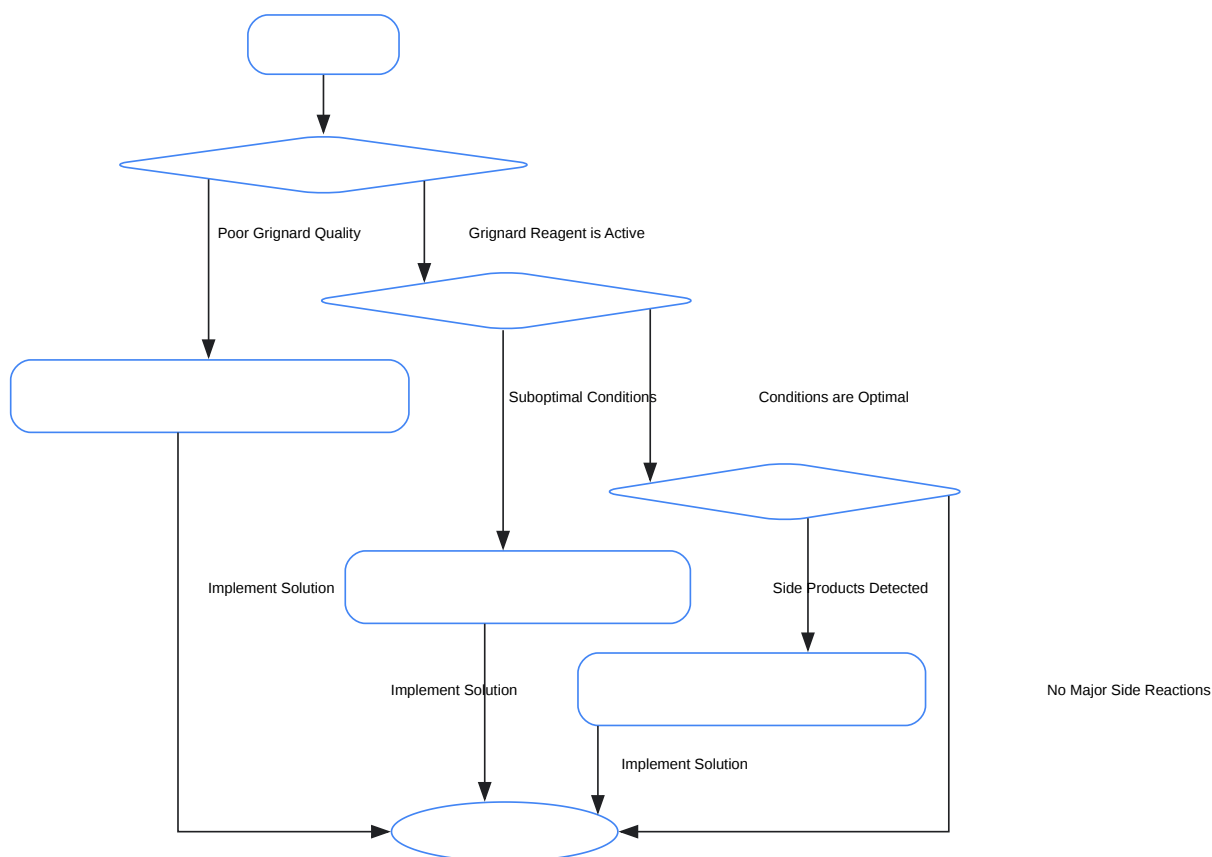 Poor Grignard Quality
Grignard Reagent is Active
Suboptimal Conditions
Conditions are Optimal
Implement Solution
Side Products Detected
Implement Solution
No Major Side Reactions
Implement Solution